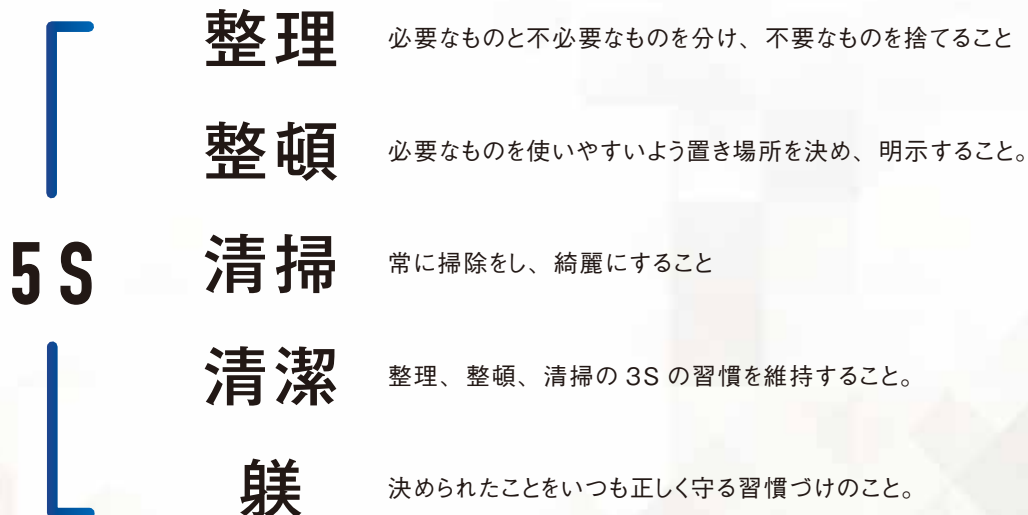 整理
必要なものと不必要なものを分け、不要なものを捨てること
整頓
必要なものを使いやすいよう置き場所を決め、明示すること。
5S
清掃
常に掃除をし、綺麗にすること
清潔
整理、整頓、清掃の 3S の習慣を維持すること。
躾
決められたことをいつも正しく守る習慣づけのこと。